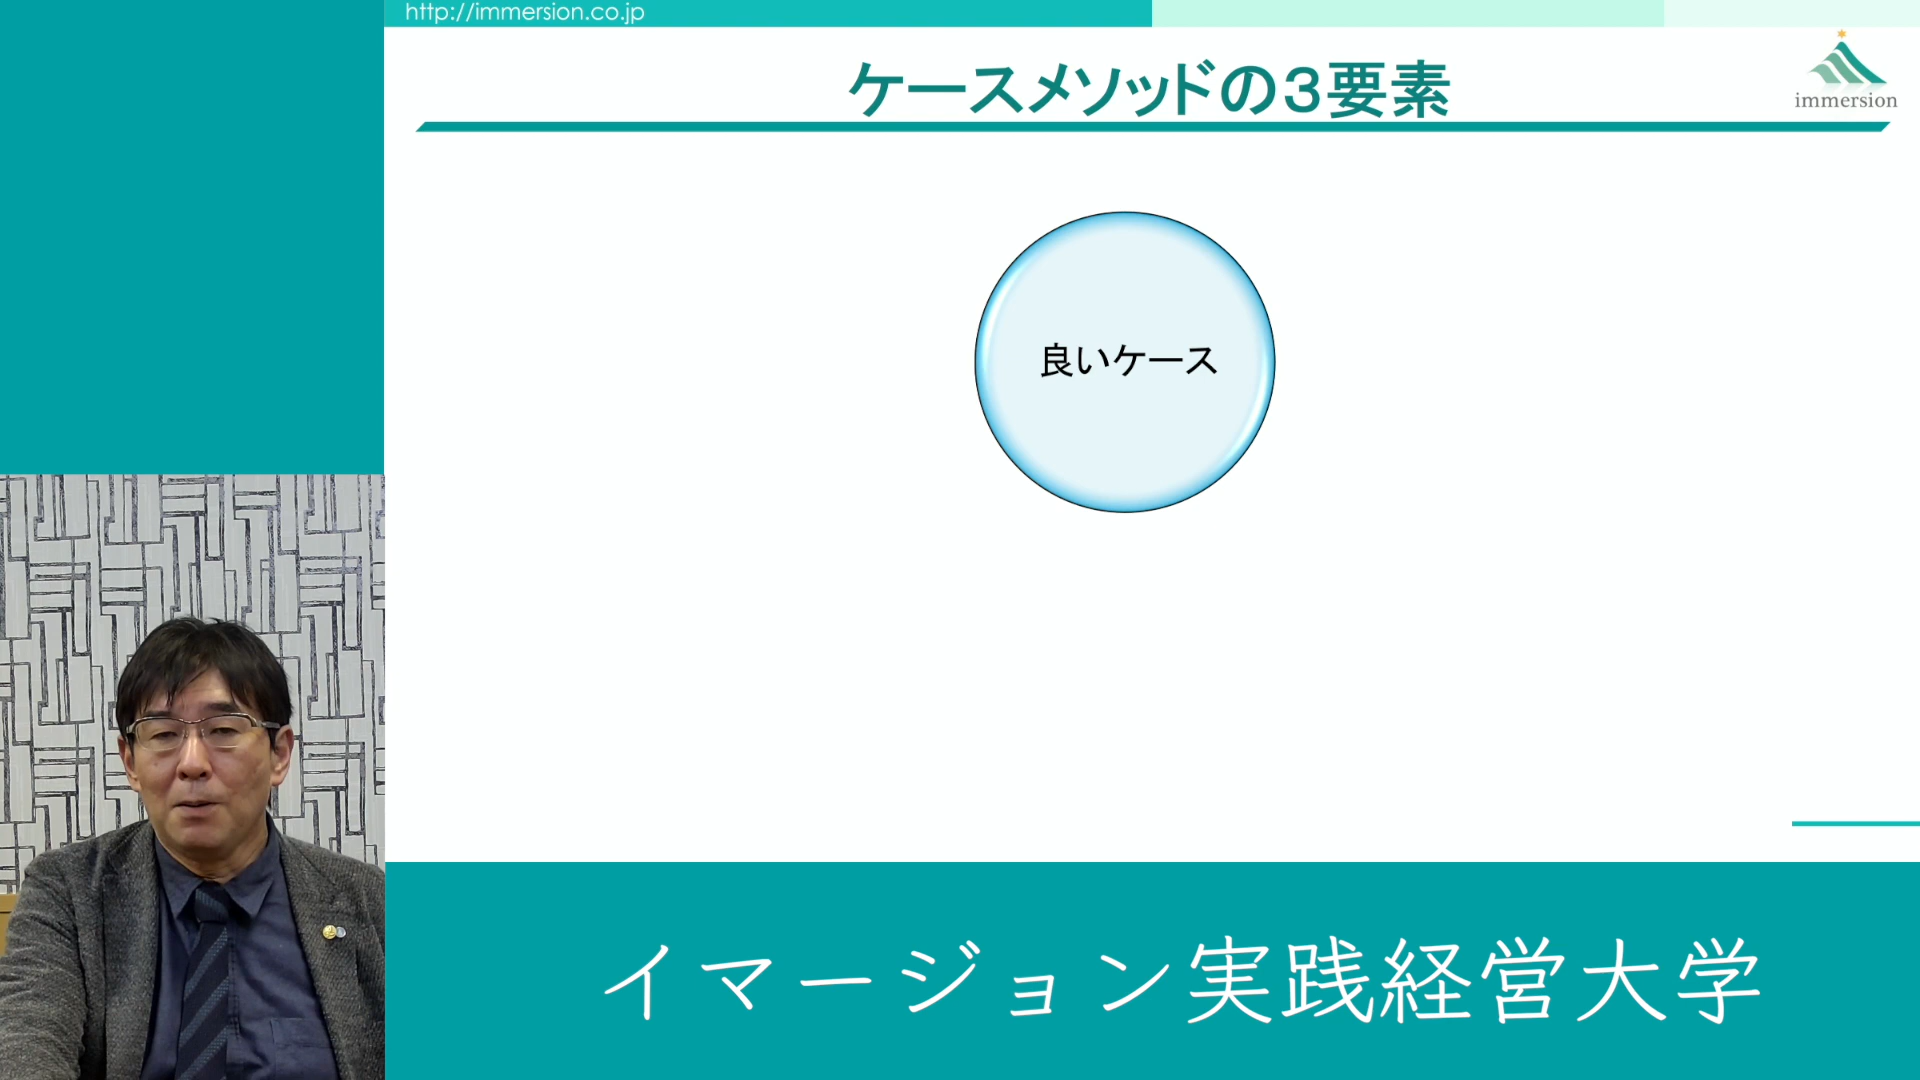 http://immersion.co.jp
ケースメソッドの３要素
immersion
良いケース
イマージョン実践経営大学